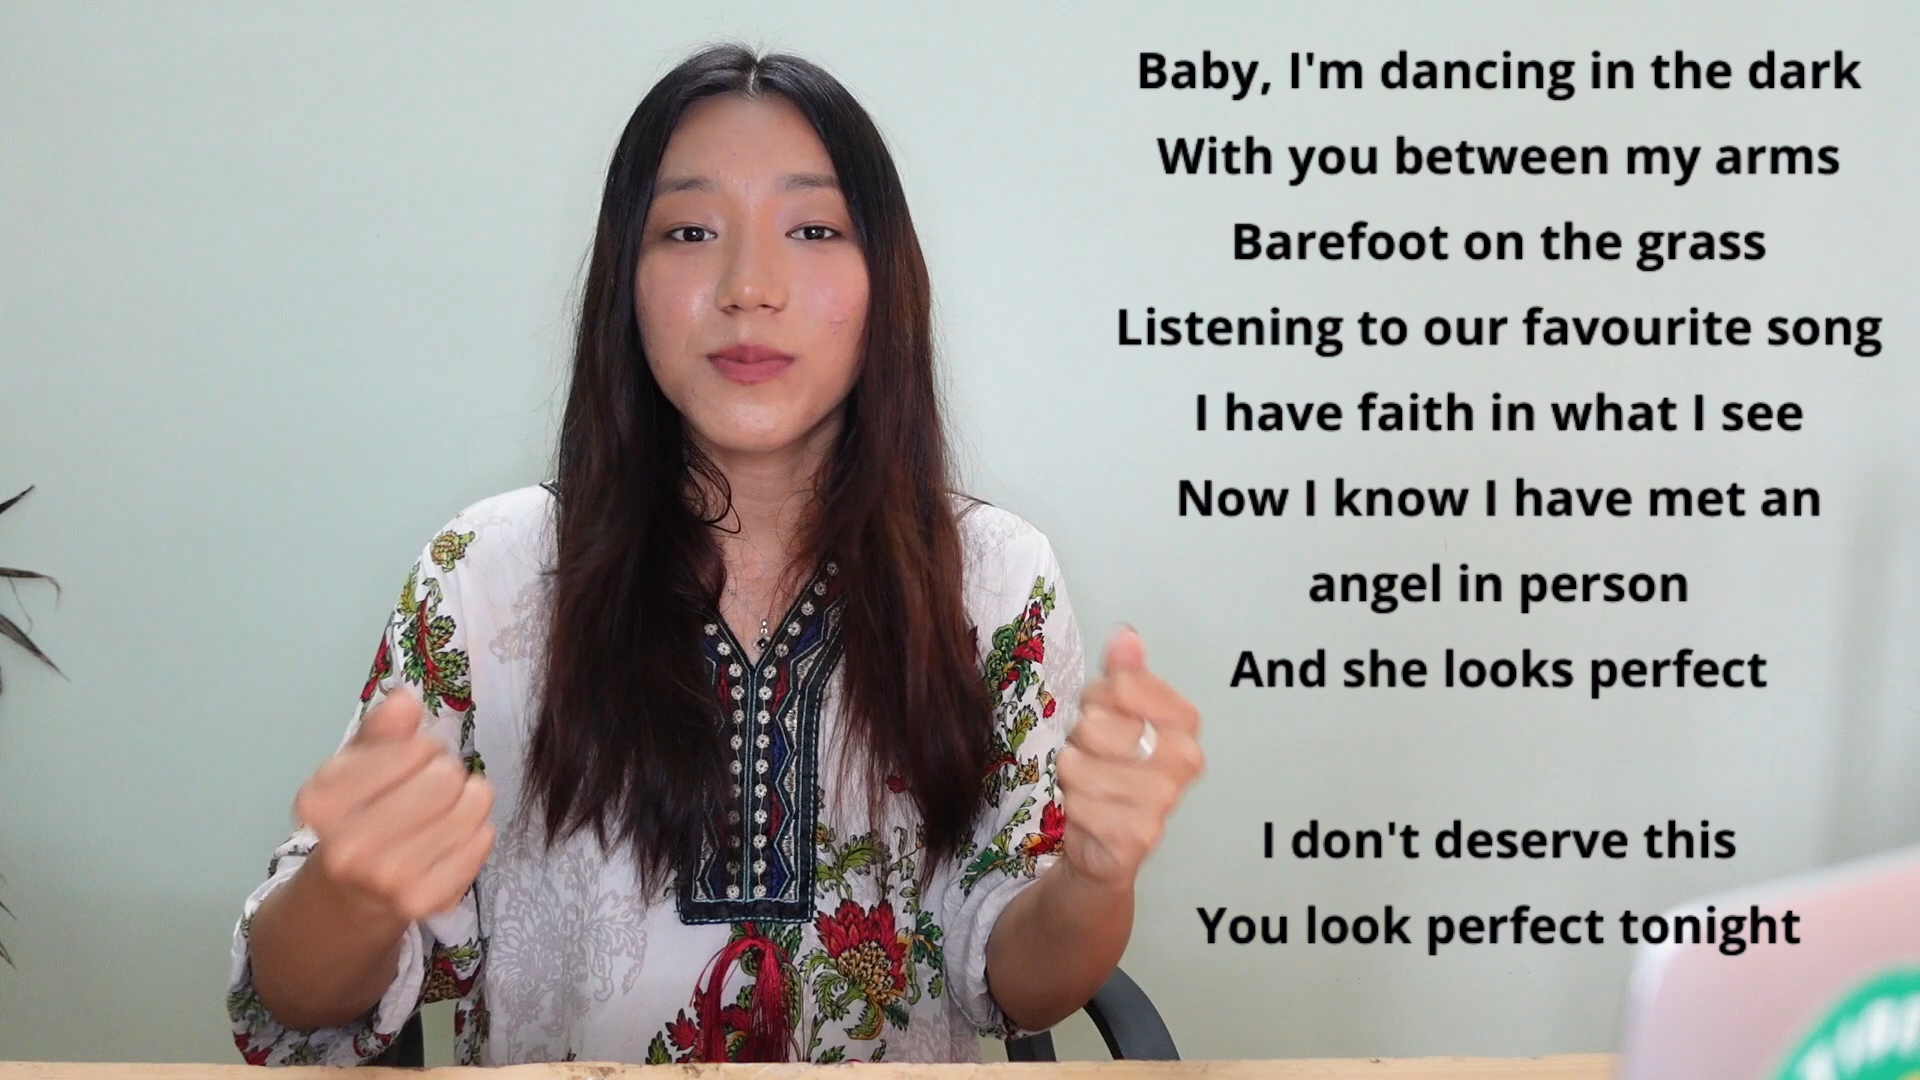 Baby, I'm dancing in the dark
With you between my arms
Barefoot on the grass
Listening to our favourite song
I have faith in what I see
Now I know I have met an
angel in person
And she looks perfect
I don't deserve this
You look perfect tonight